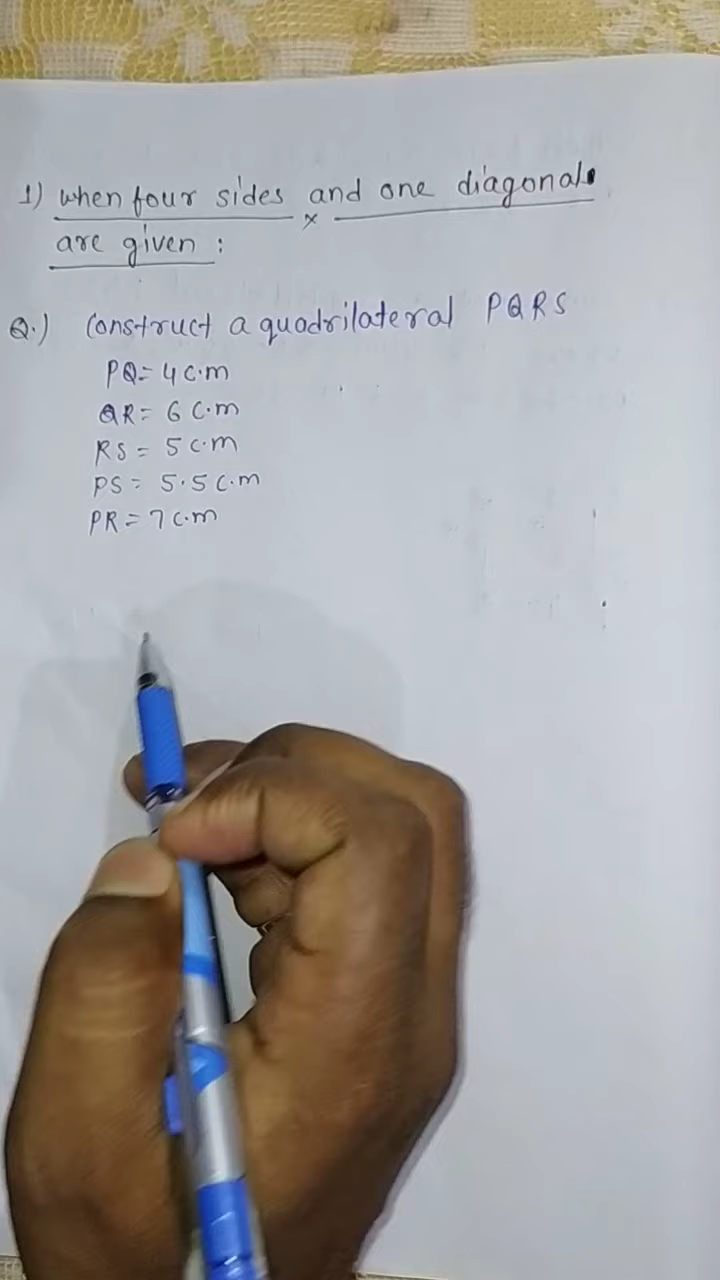 1) when four sides and one diagonal
are given :
Q.) Construct a quadrilateral PQRS
PQ= 4 c.m
QR= 6 c.m
RS = 5 c.m
PS = 5.5 c.m
PR = 7 c.m